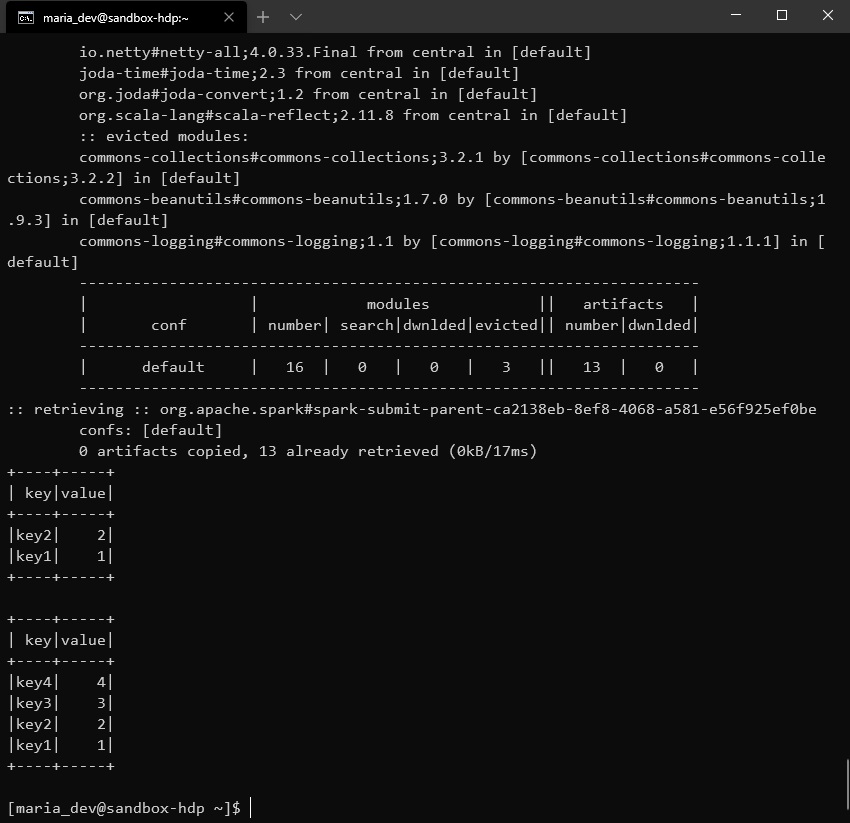 maria_dev@sandbox-hdp:~
io.netty#netty-all;4.0.33.Final from central in [default]
joda-time#joda-time;2.3 from central in [default]
org.joda#joda-convert;1.2 from central in [default]
org.scala-lang#scala-reflect;2.11.8 from central in [default]
:: evicted modules:
commons-collections#commons-collections;3.2.1 by [commons-collections#commons-colle
ctions;3.2.2] in [default]
commons-beanutils#commons-beanutils;1.7.0 by [commons-beanutils#commons-beanutils;1
.9.3] in [default]
commons-logging#commons-logging;1.1 by [commons-logging#commons-logging;1.1.1] in [
default]
---------------------------------------------------------------------
|                  |            modules            ||   artifacts   |
|       conf       | number| search|dwnlded|evicted|| number|dwnlded|
---------------------------------------------------------------------
|      default     |   16  |   0   |   0   |   3   ||   13  |   0   |
---------------------------------------------------------------------
:: retrieving :: org.apache.spark#spark-submit-parent-ca2138eb-8ef8-4068-a581-e56f925ef0be
confs: [default]
0 artifacts copied, 13 already retrieved (0kB/17ms)
+----+-----+
| key|value|
+----+-----+
|key2|    2|
|key1|    1|
+----+-----+
+----+-----+
| key|value|
+----+-----+
|key4|    4|
|key3|    3|
|key2|    2|
|key1|    1|
+----+-----+
[maria_dev@sandbox-hdp ~]$